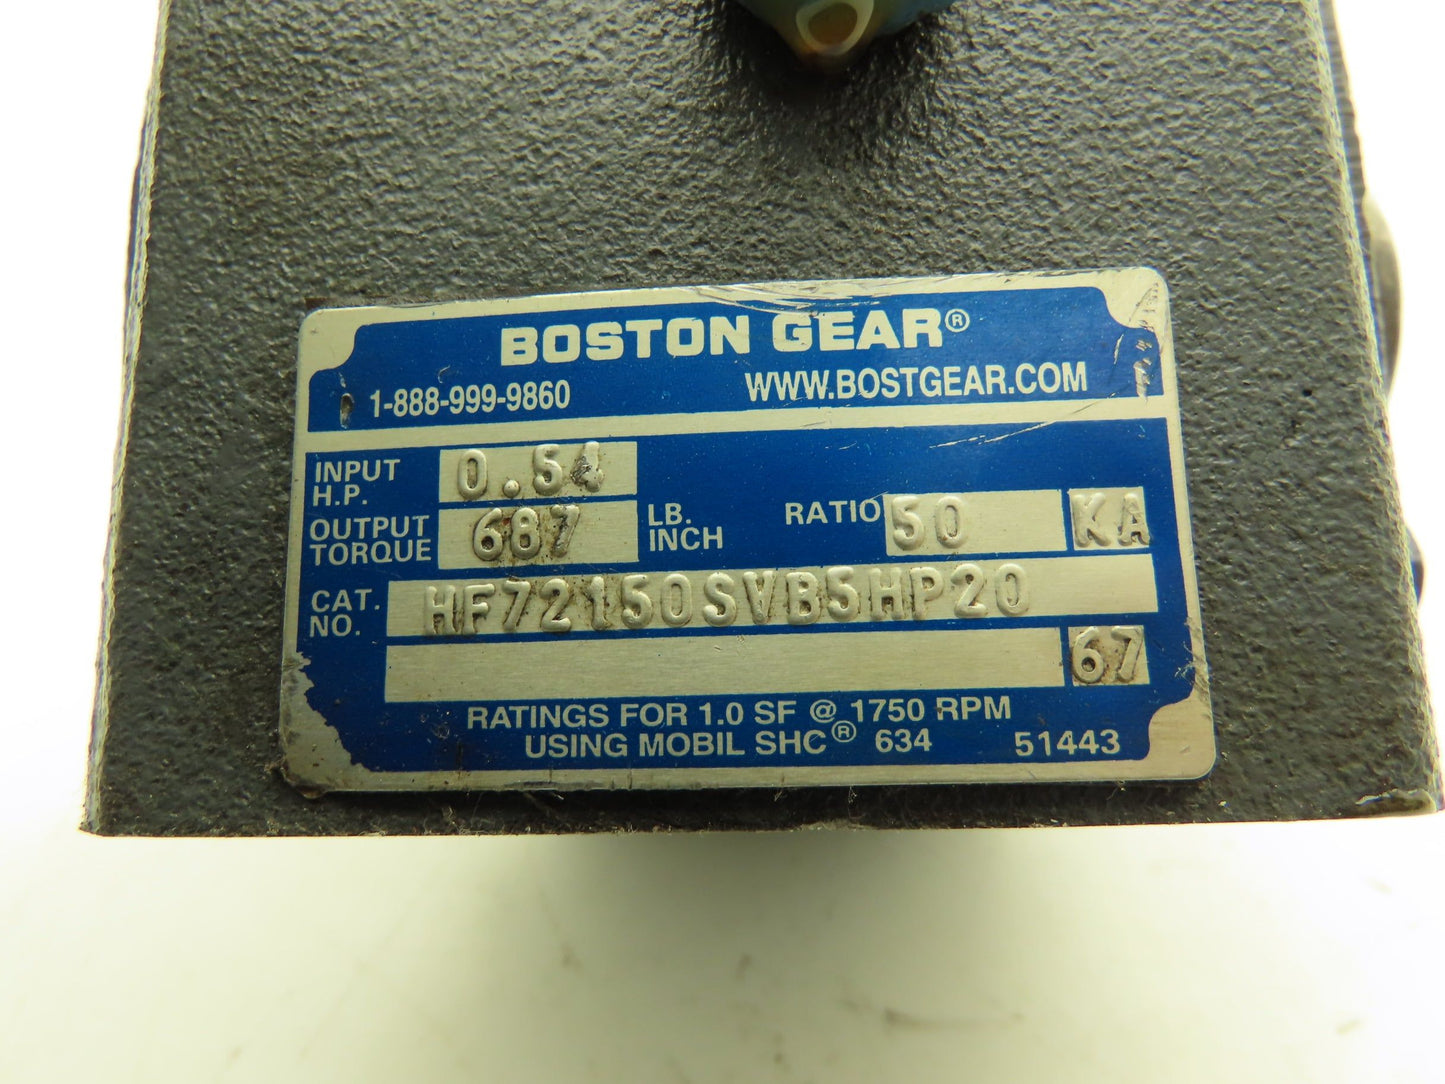 BOSTON GEAR®
1-888-999-9860 WWW.BOSTGEAR.COM
INPUT H.P. 0.54
OUTPUT TORQUE 687 LB. INCH RATIO 50 KA
CAT. NO. HF72150SVB5HP20
67
RATINGS FOR 1.0 SF @ 1750 RPM
USING MOBIL SHC® 634 51443